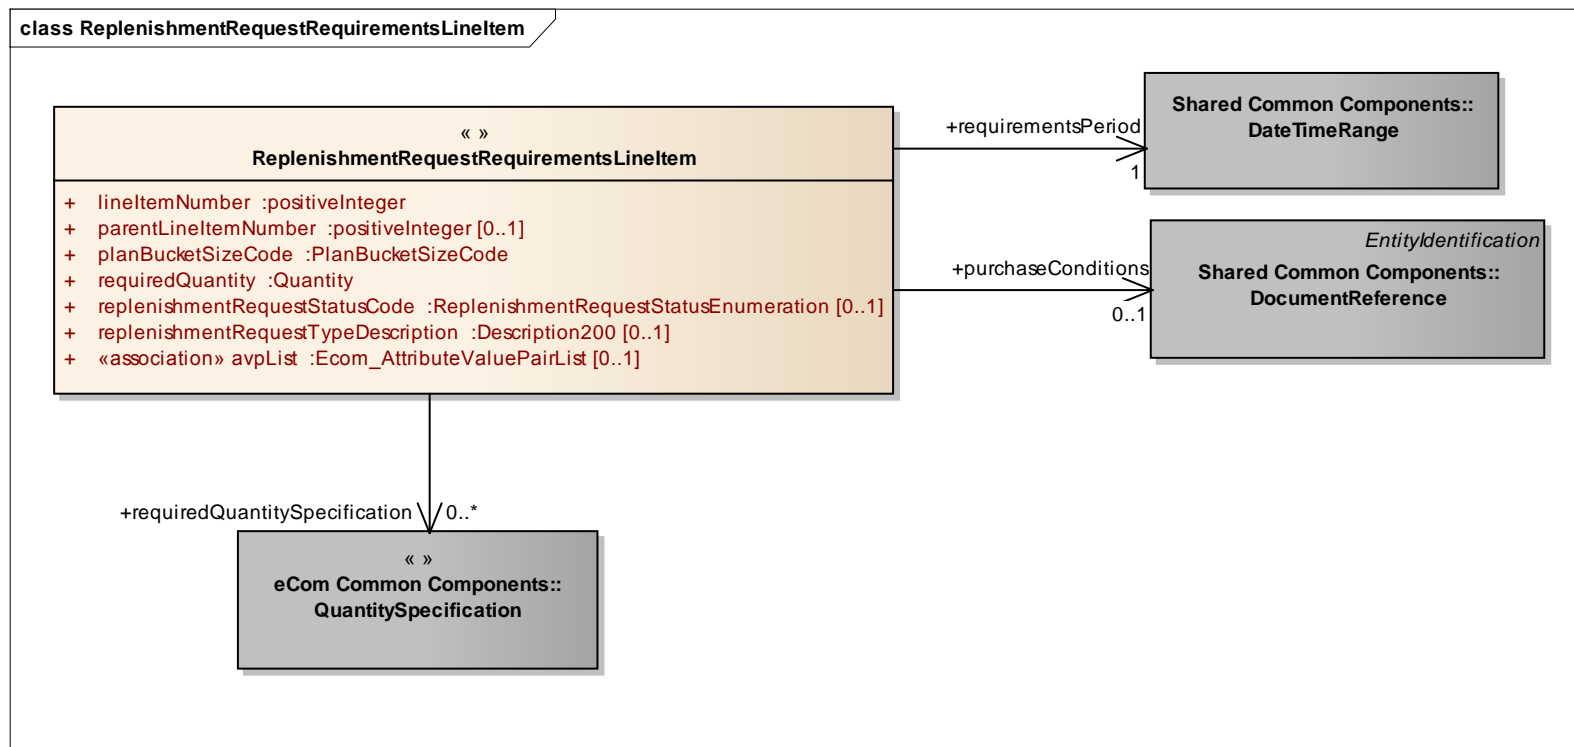 class ReplenishmentRequestRequirementsLineItem
« »
ReplenishmentRequestRequirementsLineItem
+ lineItemNumber :positiveInteger
+ parentLineItemNumber :positiveInteger [0..1]
+ planBucketSizeCode :PlanBucketSizeCode
+ requiredQuantity :Quantity
+ replenishmentRequestStatusCode :ReplenishmentRequestStatusEnumeration [0..1]
+ replenishmentRequestTypeDescription :Description200 [0..1]
+ «association» avpList :Ecom_AttributeValuePairList [0..1]
+requirementsPeriod
1
Shared Common Components::
DateTimeRange
+purchaseConditions
0..1
EntityIdentification
Shared Common Components::
DocumentReference
+requiredQuantitySpecification 0..*
« »
eCom Common Components::
QuantitySpecification